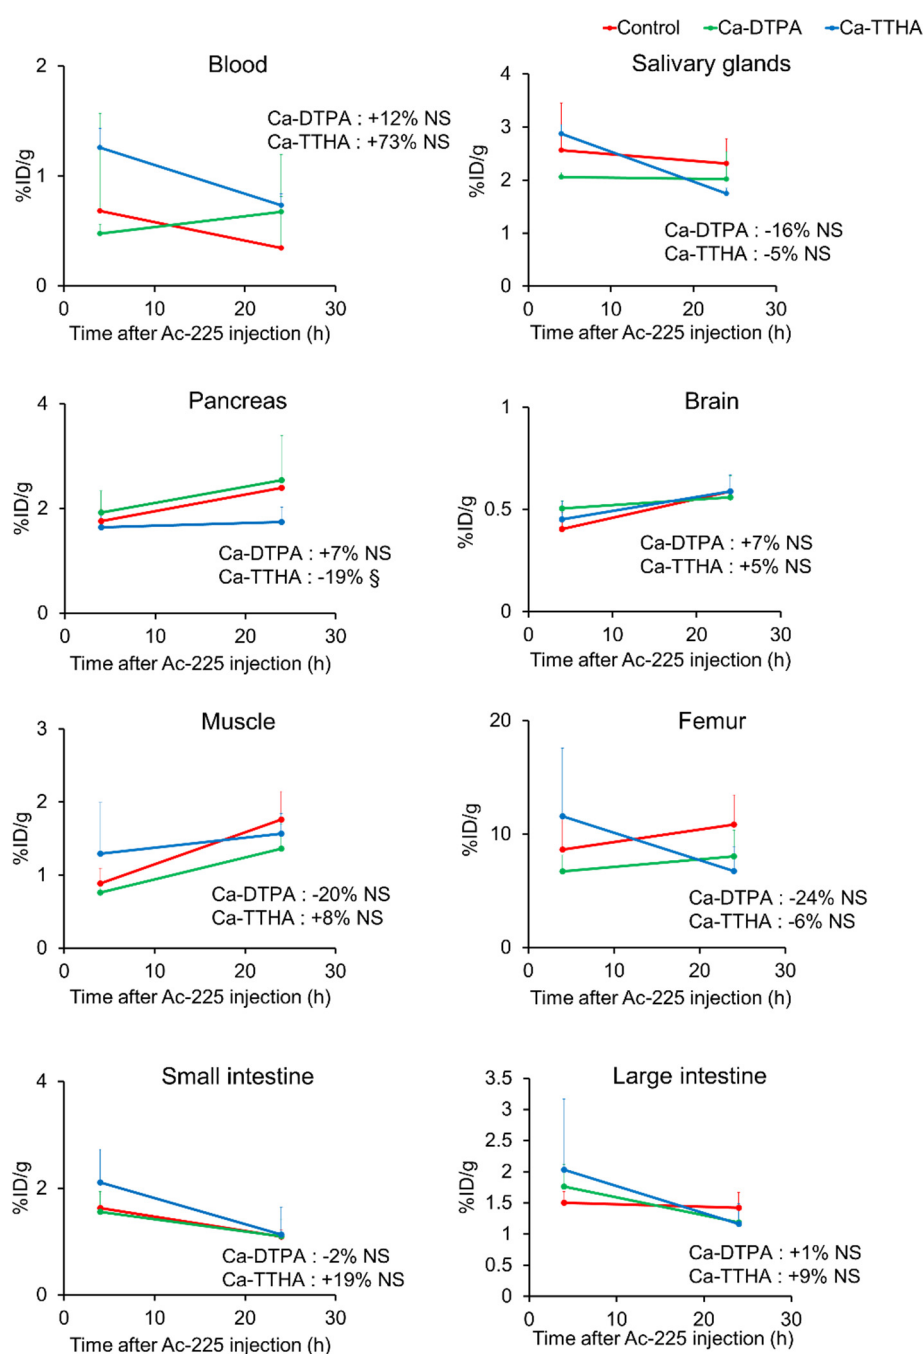 Control Ca-DTPA Ca-TTHA
Blood
%ID/g
2
1
0
Ca-DTPA : +12% NS
Ca-TTHA : +73% NS
0 10 20 30
Time after Ac-225 injection (h)
Salivary glands
%ID/g
4
3
2
1
0
Ca-DTPA : -16% NS
Ca-TTHA : -5% NS
0 10 20 30
Time after Ac-225 injection (h)
Pancreas
%ID/g
4
2
0
Ca-DTPA : +7% NS
Ca-TTHA : -19% §
0 10 20 30
Time after Ac-225 injection (h)
Brain
%ID/g
1
0.5
0
Ca-DTPA : +7% NS
Ca-TTHA : +5% NS
0 10 20 30
Time after Ac-225 injection (h)
Muscle
%ID/g
3
2
1
0
Ca-DTPA : -20% NS
Ca-TTHA : +8% NS
0 10 20 30
Time after Ac-225 injection (h)
Femur
%ID/g
20
10
0
Ca-DTPA : -24% NS
Ca-TTHA : -6% NS
0 10 20 30
Time after Ac-225 injection (h)
Small intestine
%ID/g
4
2
0
Ca-DTPA : -2% NS
Ca-TTHA : +19% NS
0 10 20 30
Time after Ac-225 injection (h)
Large intestine
%ID/g
3.5
3
2.5
2
1.5
1
0.5
0
Ca-DTPA : +1% NS
Ca-TTHA : +9% NS
0 10 20 30
Time after Ac-225 injection (h)